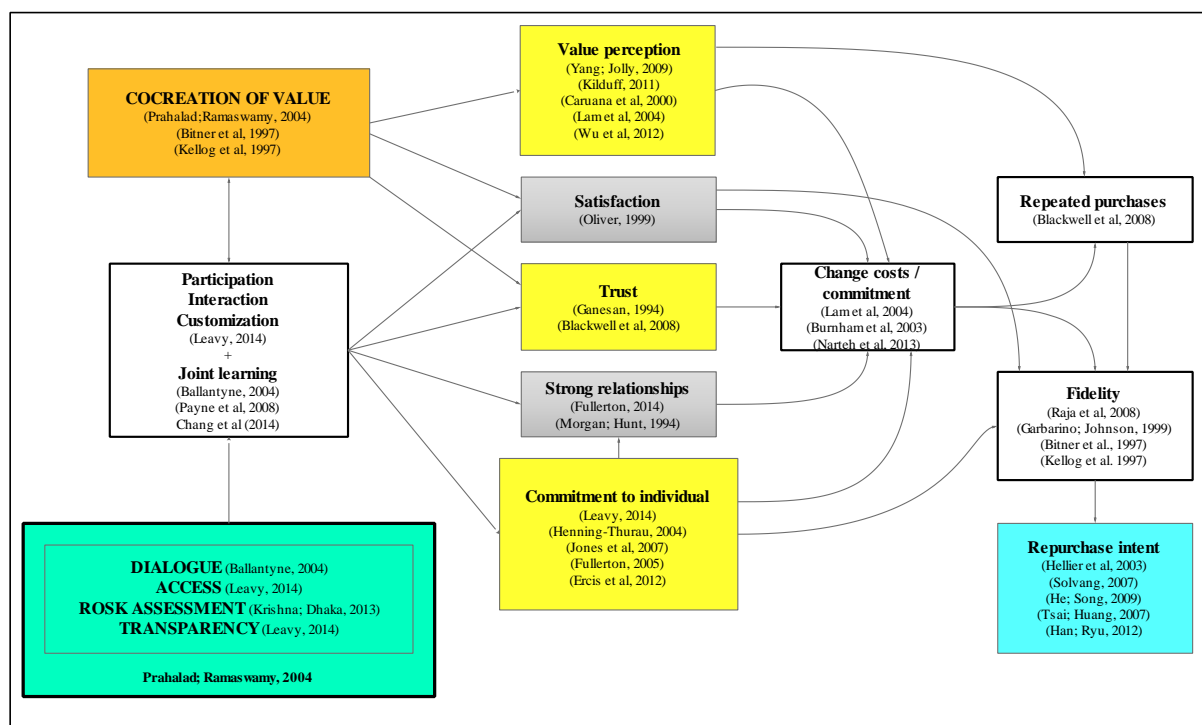 COCREATION OF VALUE
(Prahalad;Ramaswamy, 2004)
(Bitner et al, 1997)
(Kellog et al, 1997)
Participation
Interaction
Customization
(Leavy, 2014)
+
Joint learning
(Ballantyne, 2004)
(Payne et al, 2008)
Chang et al (2014)
DIALOGUE (Ballantyne, 2004)
ACCESS (Leavy, 2014)
ROSK ASSESSMENT (Krishna; Dhaka, 2013)
TRANSPARENCY (Leavy, 2014)
Prahalad; Ramaswamy, 2004
Value perception
(Yang; Jolly, 2009)
(Kilduff, 2011)
(Caruana et al, 2000)
(Lam et al, 2004)
(Wu et al, 2012)
Satisfaction
(Oliver, 1999)
Trust
(Ganesan, 1994)
(Blackwell et al, 2008)
Strong relationships
(Fullerton, 2014)
(Morgan; Hunt, 1994)
Commitment to individual
(Leavy, 2014)
(Henning-Thurau, 2004)
(Jones et al, 2007)
(Fullerton, 2005)
(Ercis et al, 2012)
Change costs /
commitment
(Lam et al, 2004)
(Burnham et al, 2003)
(Narteh et al, 2013)
Repeated purchases
(Blackwell et al, 2008)
Fidelity
(Raja et al, 2008)
(Garbarino; Johnson, 1999)
(Bitner et al., 1997)
(Kellog et al. 1997)
Repurchase intent
(Hellier et al, 2003)
(Solvang, 2007)
(He; Song, 2009)
(Tsai; Huang, 2007)
(Han; Ryu, 2012)